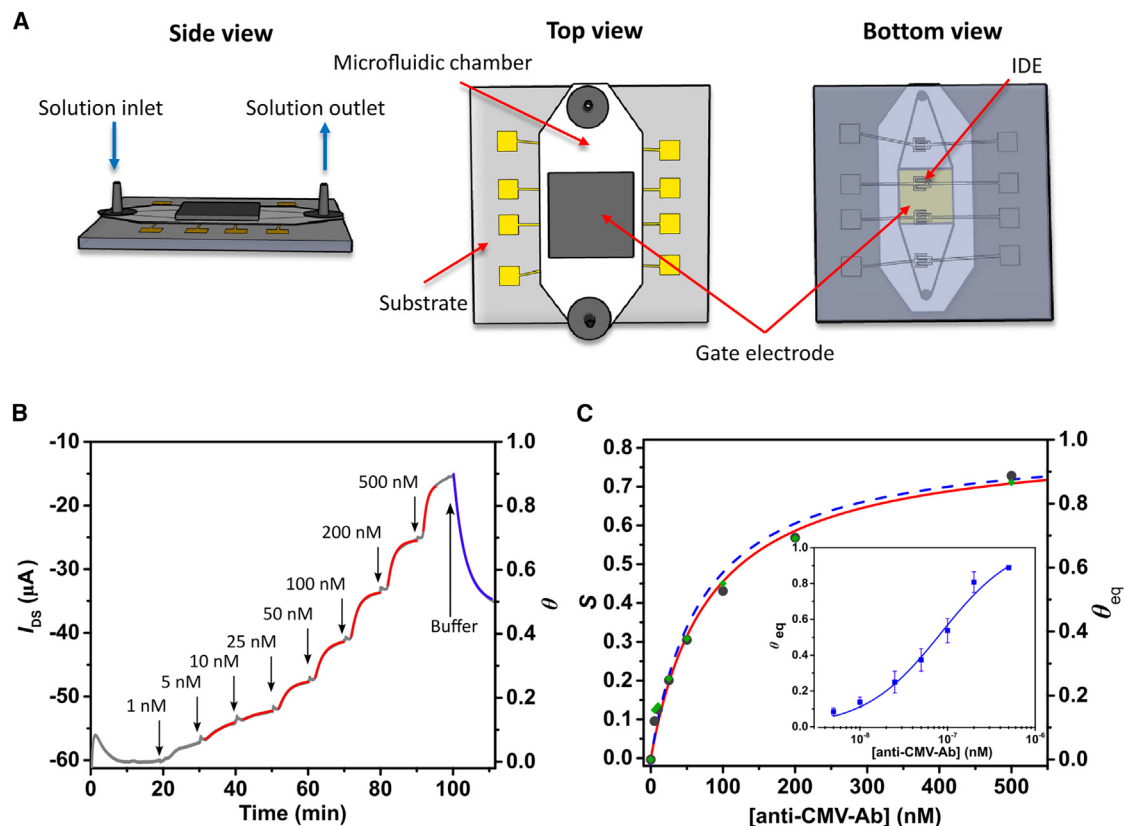 A
Side view
Top view
Bottom view
Microfluidic chamber
IDE
Solution inlet
Solution outlet
Substrate
Gate electrode
B
-10
-20
-30
-40
-50
-60
I_DS (µA)
1.0
0.8
0.6
0.4
0.2
0.0
θ
500 nM
200 nM
100 nM
50 nM
25 nM
10 nM
5 nM
1 nM
Buffer
0 20 40 60 80 100
Time (min)
C
0.8
0.7
0.6
0.5
0.4
0.3
0.2
0.1
0.0
S
1.0
0.8
0.6
0.4
0.2
0.0
θ_eq
0 100 200 300 400 500
[anti-CMV-Ab] (nM)
1.0
0.8
0.6
0.4
0.2
0.0
θ_eq
10⁻⁸ 10⁻⁷ 10⁻⁶
[anti-CMV-Ab] (nM)